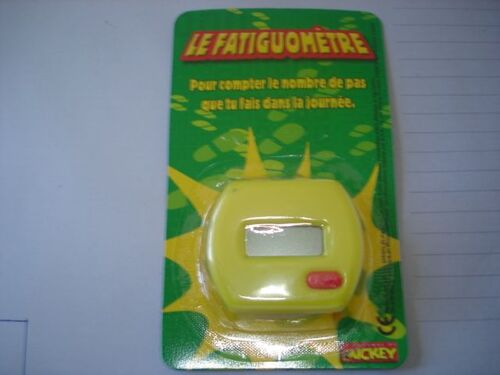 LE FATIGUOMÈTRE
Pour compter le nombre de pas
que tu fais dans la journée.
CE
MICKEY